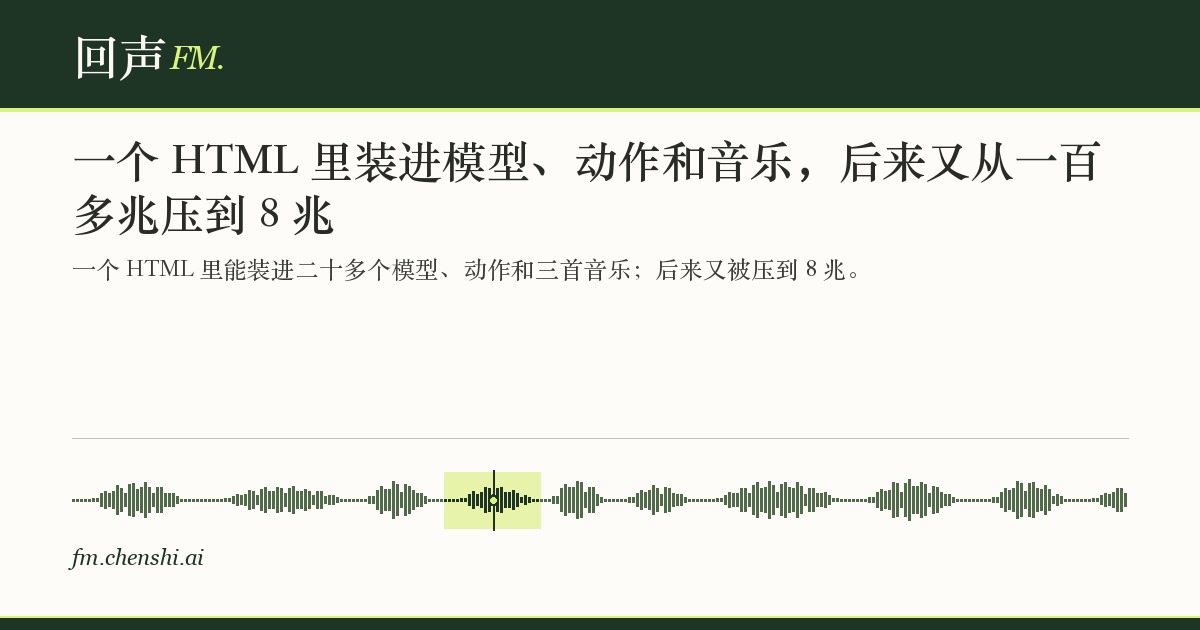 回声 FM.
一个 HTML 里装进模型、动作和音乐，后来又从一百
多兆压到 8 兆
一个 HTML 里能装进二十多个模型、动作和三首音乐；后来又被压到 8 兆。
fm.chenshi.ai